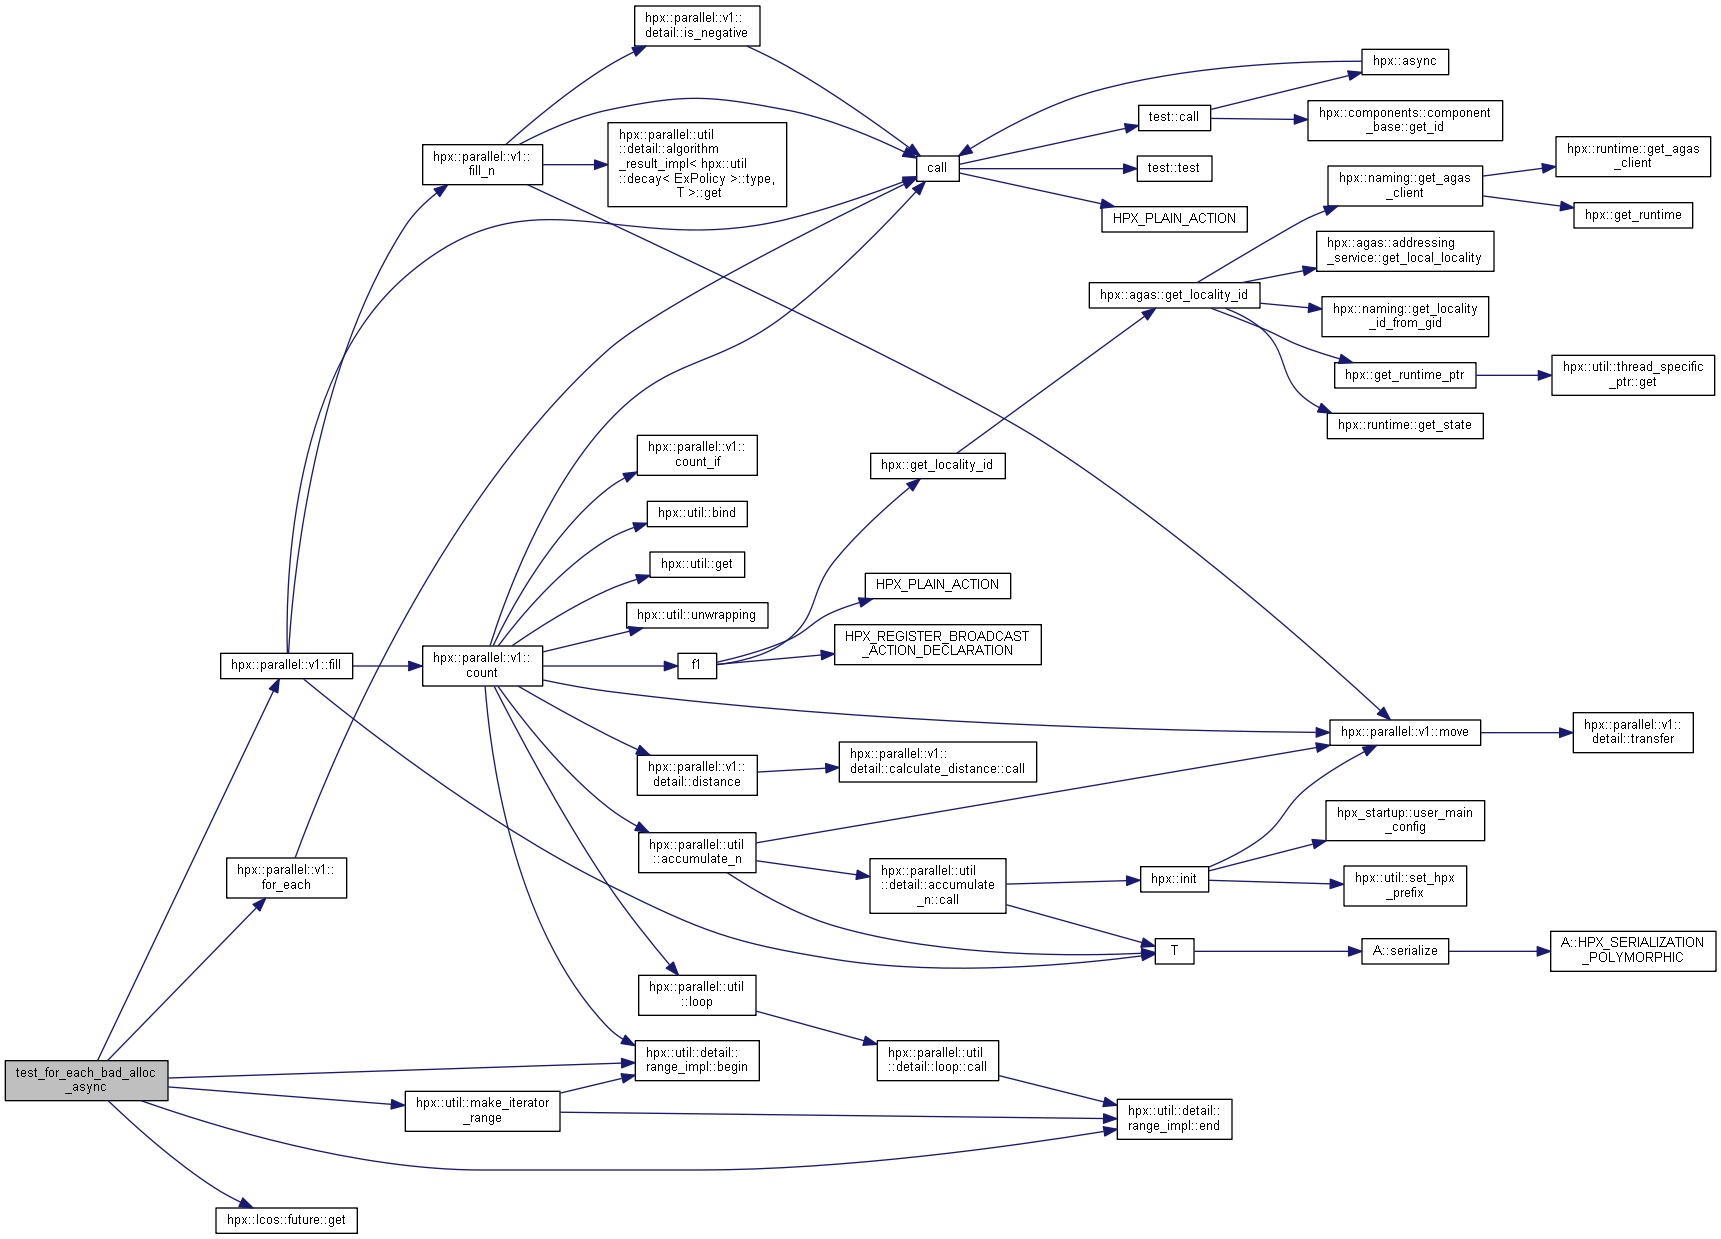 hpx::parallel::v1::
detail::is_negative
hpx::async
hpx::components::component
_base::get_id
test::call
hpx::parallel::util
::detail::algorithm
_result_impl< hpx::util
::decay< ExPolicy >::type,
T >::get
hpx::parallel::v1::
fill_n
call
test::test
hpx::runtime::get_agas
_client
hpx::naming::get_agas
_client
HPX_PLAIN_ACTION
hpx::get_runtime
hpx::agas::addressing
_service::get_local_locality
hpx::agas::get_locality_id
hpx::naming::get_locality
_id_from_gid
hpx::get_runtime_ptr
hpx::util::thread_specific
_ptr::get
hpx::runtime::get_state
hpx::parallel::v1::
count_if
hpx::get_locality_id
hpx::util::bind
hpx::util::get
HPX_PLAIN_ACTION
hpx::util::unwrapping
HPX_REGISTER_BROADCAST
_ACTION_DECLARATION
hpx::parallel::v1::fill
hpx::parallel::v1::
count
f1
hpx::parallel::v1::move
hpx::parallel::v1::
detail::transfer
hpx::parallel::v1::
detail::distance
hpx::parallel::v1::
detail::calculate_distance::call
hpx_startup::user_main
_config
hpx::parallel::util
::accumulate_n
hpx::parallel::v1::
for_each
hpx::parallel::util
::detail::accumulate
_n::call
hpx::init
hpx::util::set_hpx
_prefix
T
A::serialize
A::HPX_SERIALIZATION
_POLYMORPHIC
hpx::parallel::util
::loop
hpx::util::detail::
range_impl::begin
hpx::parallel::util
::detail::loop::call
test_for_each_bad_alloc
_async
hpx::util::make_iterator
_range
hpx::util::detail::
range_impl::end
hpx::lcos::future::get